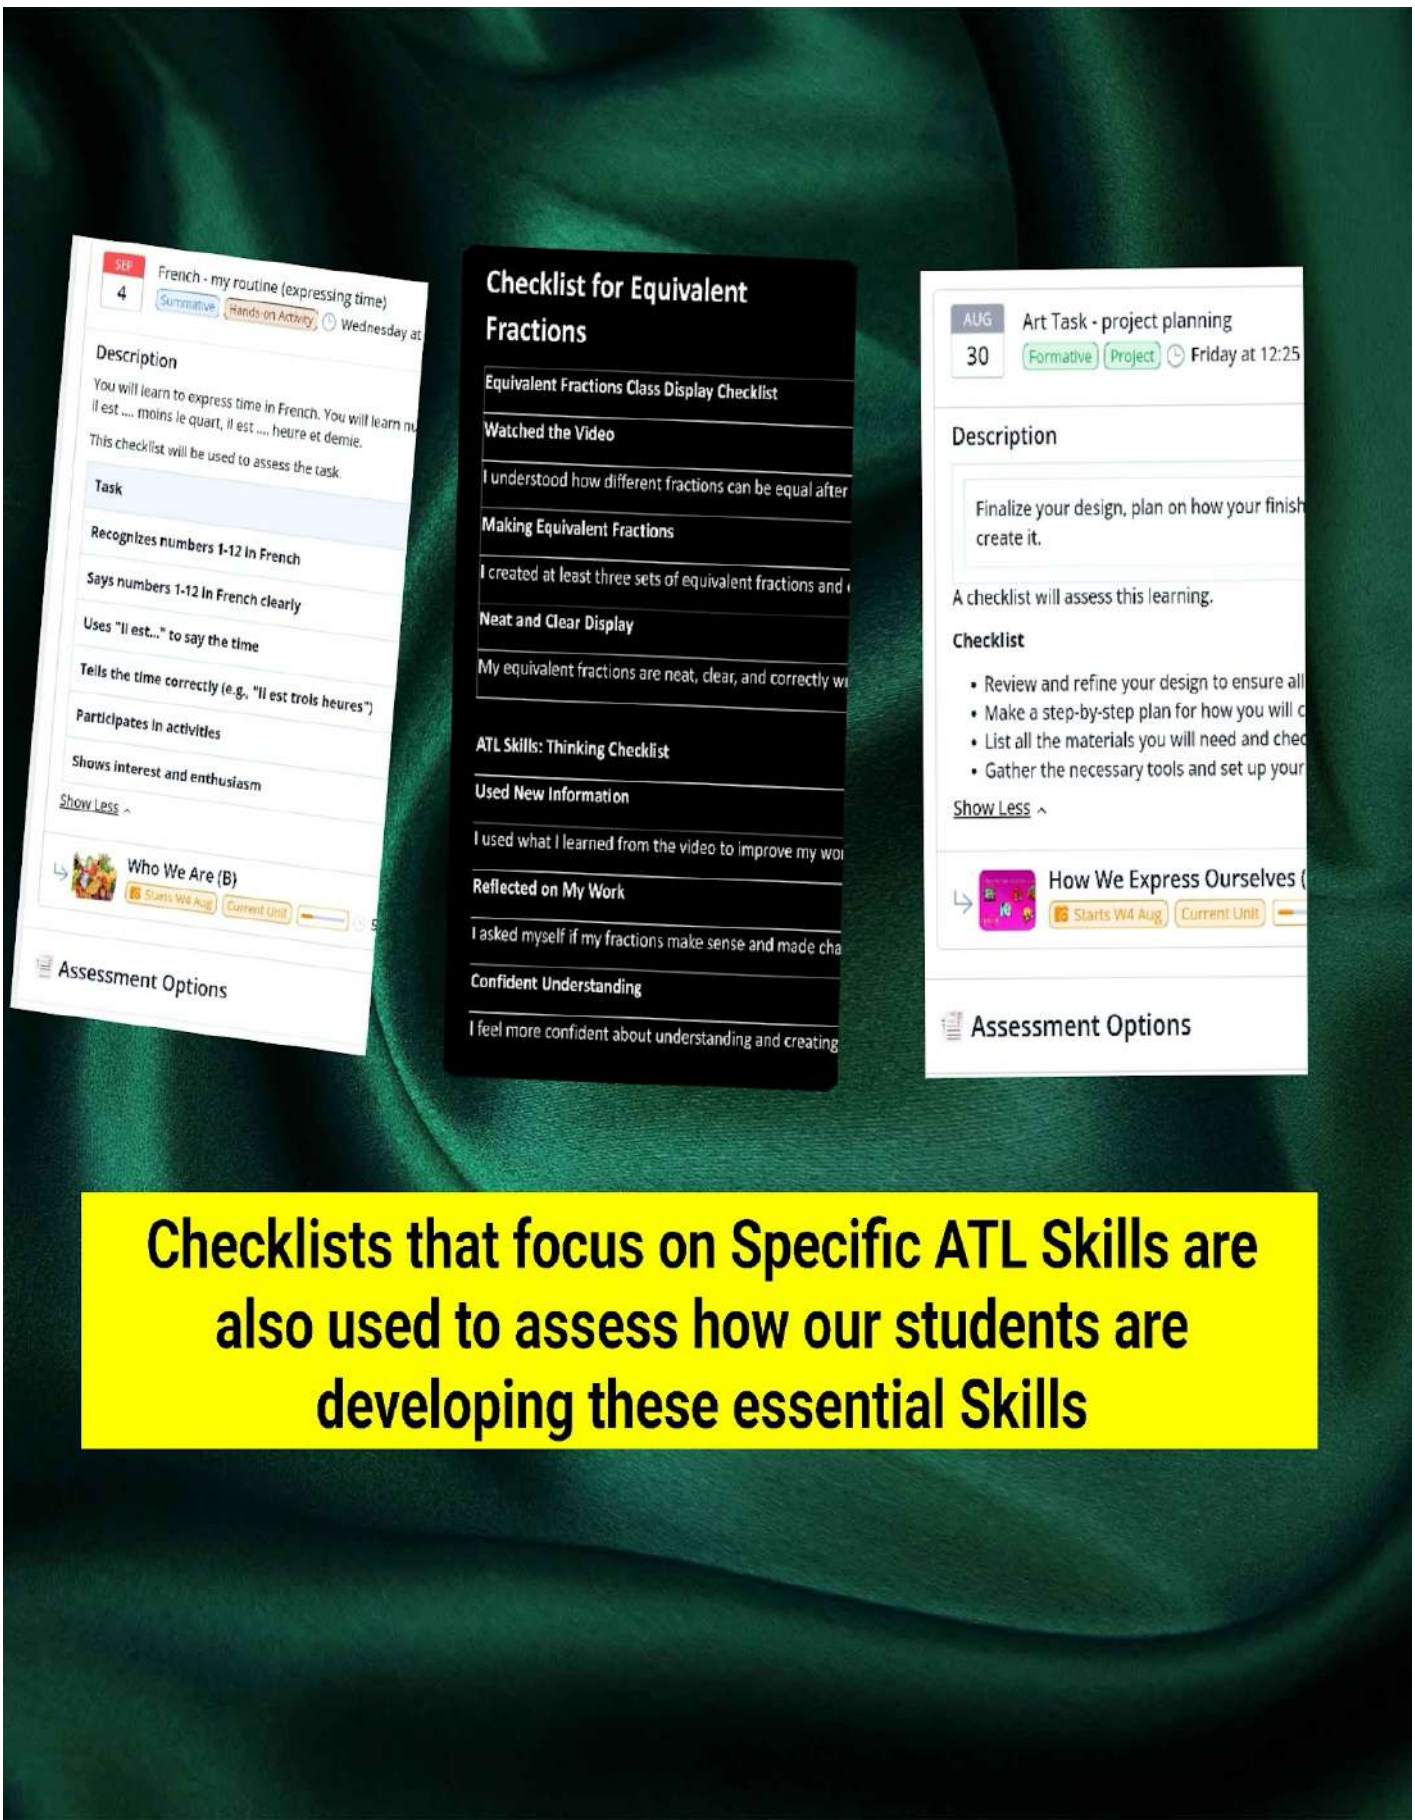 SEP
4
French - my routine (expressing time)
Summative Hands-on Activity Wednesday at
Description
You will learn to express time in French. You will learn
il est .... moins le quart, il est .... heure et demie.
This checklist will be used to assess the task.
Task
Recognizes numbers 1-12 in French
Says numbers 1-12 in French clearly
Uses "Il est..." to say the time
Tells the time correctly (e.g., "Il est trois heures")
Participates in activities
Shows interest and enthusiasm
Show Less
Who We Are (B)
Starts W4 Aug Current Unit
Assessment Options
Checklist for Equivalent
Fractions
Equivalent Fractions Class Display Checklist
Watched the Video
I understood how different fractions can be equal after
Making Equivalent Fractions
I created at least three sets of equivalent fractions and
Neat and Clear Display
My equivalent fractions are neat, clear, and correctly
ATL Skills: Thinking Checklist
Used New Information
I used what I learned from the video to improve my
Reflected on My Work
I asked myself if my fractions make sense and made
Confident Understanding
I feel more confident about understanding and creating
AUG
30
Art Task - project planning
Formative Project Friday at 12:25
Description
Finalize your design, plan on how your
create it.
A checklist will assess this learning.
Checklist
• Review and refine your design to ensure all
• Make a step-by-step plan for how you will
• List all the materials you will need and
• Gather the necessary tools and set up your
Show Less
How We Express Ourselves (
Starts W4 Aug Current Unit
Assessment Options
Checklists that focus on Specific ATL Skills are
also used to assess how our students are
developing these essential Skills